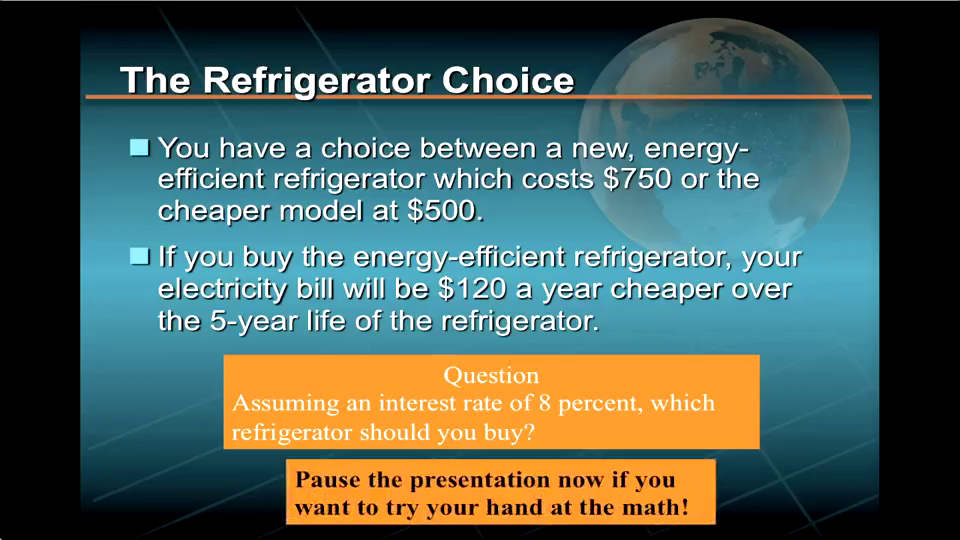 The Refrigerator Choice
You have a choice between a new, energy-
efficient refrigerator which costs $750 or the
cheaper model at $500.
If you buy the energy-efficient refrigerator, your
electricity bill will be $120 a year cheaper over
the 5-year life of the refrigerator.
Question
Assuming an interest rate of 8 percent, which
refrigerator should you buy?
Pause the presentation now if you
want to try your hand at the math!